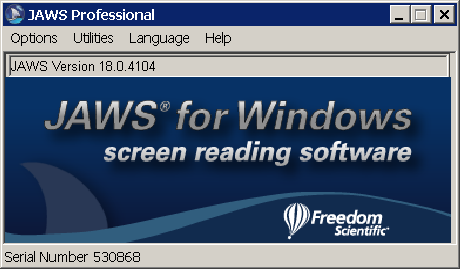 JAWS Professional
Options Utilities Language Help
JAWS Version 18.0.4104
JAWS® for Windows
screen reading software
Freedom
Scientific™
Serial Number 530868